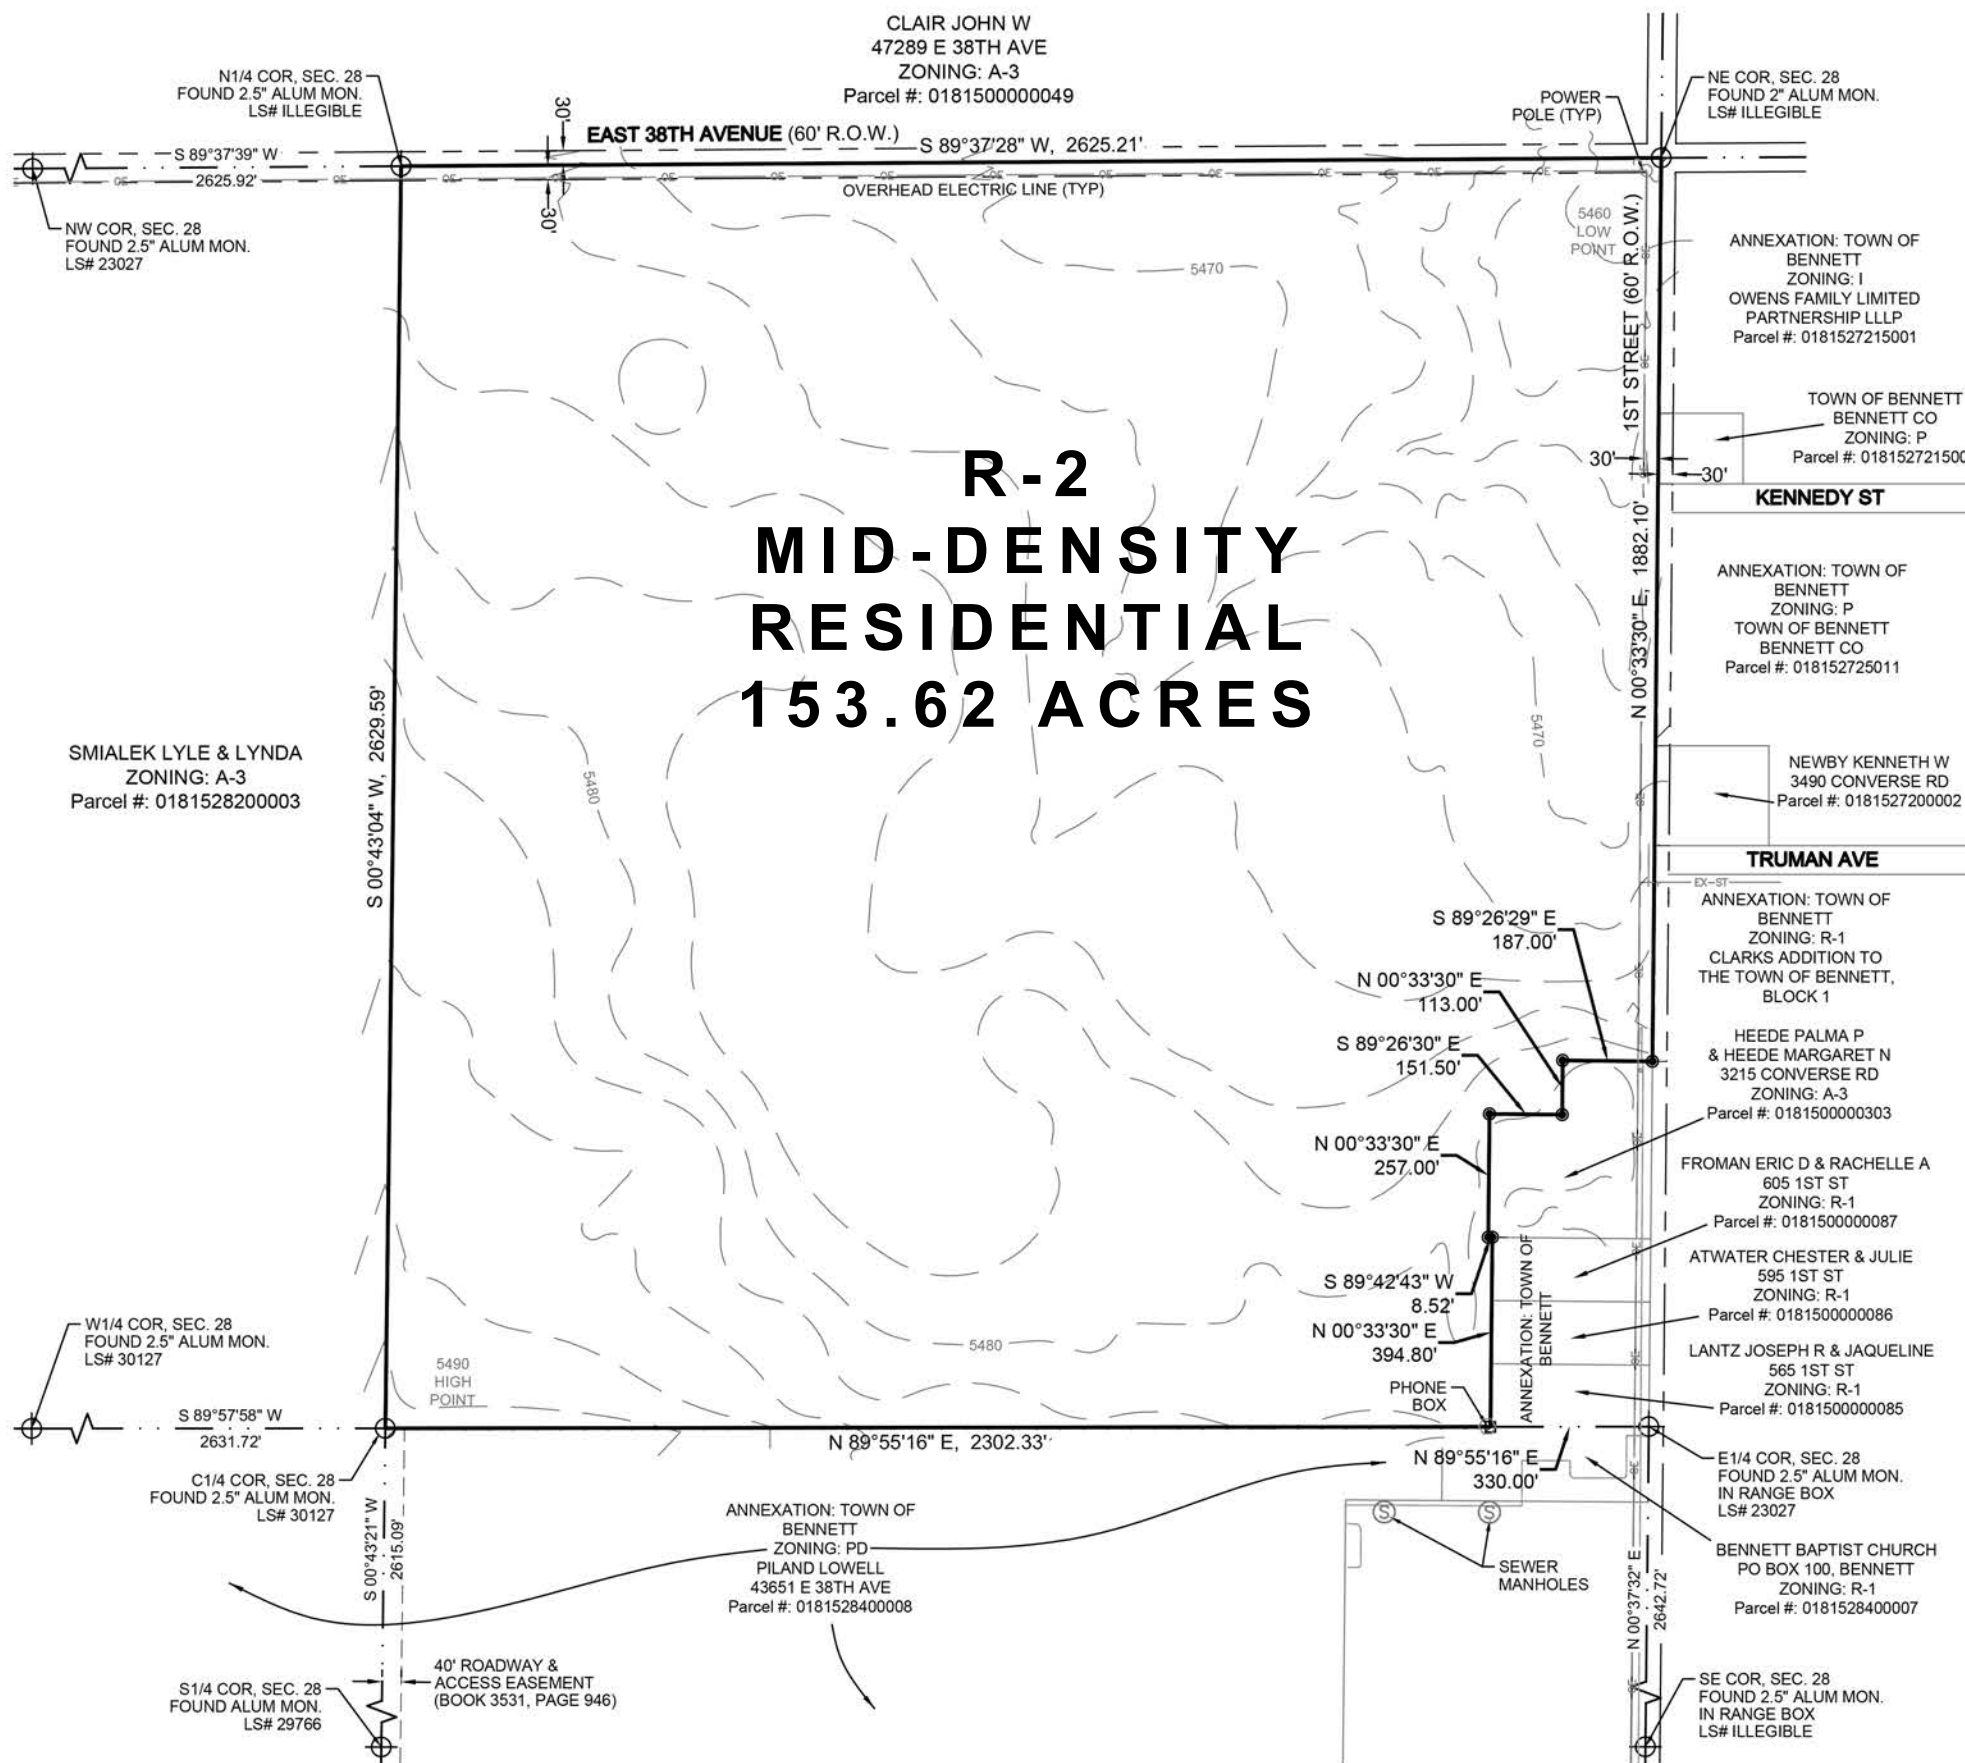 CLAIR JOHN W
47289 E 38TH AVE
ZONING: A-3
Parcel #: 0181500000049
N1/4 COR, SEC. 28
FOUND 2.5" ALUM MON.
LS# ILLEGIBLE
POWER
POLE (TYP)
NE COR, SEC. 28
FOUND 2" ALUM MON.
LS# ILLEGIBLE
30'
EAST 38TH AVENUE (60' R.O.W.)
S 89°37'28" W, 2625.21'
S 89°37'39" W
2625.92'
OE OE OE OE OE OE OE OE OE OE OE
OVERHEAD ELECTRIC LINE (TYP)
30'
NW COR, SEC. 28
FOUND 2.5" ALUM MON.
LS# 23027
5460
LOW
POINT
1ST STREET (60' R.O.W.)
5470
ANNEXATION: TOWN OF
BENNETT
ZONING: I
OWENS FAMILY LIMITED
PARTNERSHIP LLLP
Parcel #: 0181527215001
TOWN OF BENNETT
BENNETT CO
ZONING: P
Parcel #: 018152721500
30'
30'
KENNEDY ST
R-2
MID-DENSITY
RESIDENTIAL
153.62 ACRES
N 00°33'30" E, 1882.10'
ANNEXATION: TOWN OF
BENNETT
ZONING: P
TOWN OF BENNETT
BENNETT CO
Parcel #: 018152725011
S 00°43'04" W, 2629.59'
SMIALEK LYLE & LYNDA
ZONING: A-3
Parcel #: 0181528200003
5480
5470
NEWBY KENNETH W
3490 CONVERSE RD
Parcel #: 0181527200002
TRUMAN AVE
EX-ST
ANNEXATION: TOWN OF
BENNETT
ZONING: R-1
CLARKS ADDITION TO
THE TOWN OF BENNETT,
BLOCK 1
S 89°26'29" E
187.00'
N 00°33'30" E
113.00'
S 89°26'30" E
151.50'
N 00°33'30" E
257.00'
S 89°42'43" W
8.52'
N 00°33'30" E
394.80'
HEEDE PALMA P
& HEEDE MARGARET N
3215 CONVERSE RD
ZONING: A-3
Parcel #: 0181500000303
FROMAN ERIC D & RACHELLE A
605 1ST ST
ZONING: R-1
Parcel #: 0181500000087
ATWATER CHESTER & JULIE
595 1ST ST
ZONING: R-1
Parcel #: 0181500000086
LANTZ JOSEPH R & JAQUELINE
565 1ST ST
ZONING: R-1
Parcel #: 0181500000085
ANNEXATION: TOWN OF
BENNETT
PHONE
BOX
5480
5490
HIGH
POINT
W1/4 COR, SEC. 28
FOUND 2.5" ALUM MON.
LS# 30127
S 89°57'58" W
2631.72'
N 89°55'16" E, 2302.33'
N 89°55'16" E
330.00'
C1/4 COR, SEC. 28
FOUND 2.5" ALUM MON.
LS# 30127
E1/4 COR, SEC. 28
FOUND 2.5" ALUM MON.
IN RANGE BOX
LS# 23027
S 00°43'21" W
2615.09'
ANNEXATION: TOWN OF
BENNETT
ZONING: PD
PILAND LOWELL
43651 E 38TH AVE
Parcel #: 0181528400008
S S
SEWER
MANHOLES
BENNETT BAPTIST CHURCH
PO BOX 100, BENNETT
ZONING: R-1
Parcel #: 0181528400007
N 00°37'32" E
2642.72'
40' ROADWAY &
ACCESS EASEMENT
(BOOK 3531, PAGE 946)
S1/4 COR, SEC. 28
FOUND ALUM MON.
LS# 29766
SE COR, SEC. 28
FOUND 2.5" ALUM MON.
IN RANGE BOX
LS# ILLEGIBLE